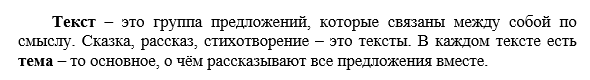 Текст – это группа предложений, которые связаны между собой по
смыслу. Сказка, рассказ, стихотворение – это тексты. В каждом тексте есть
тема – то основное, о чём рассказывают все предложения вместе.